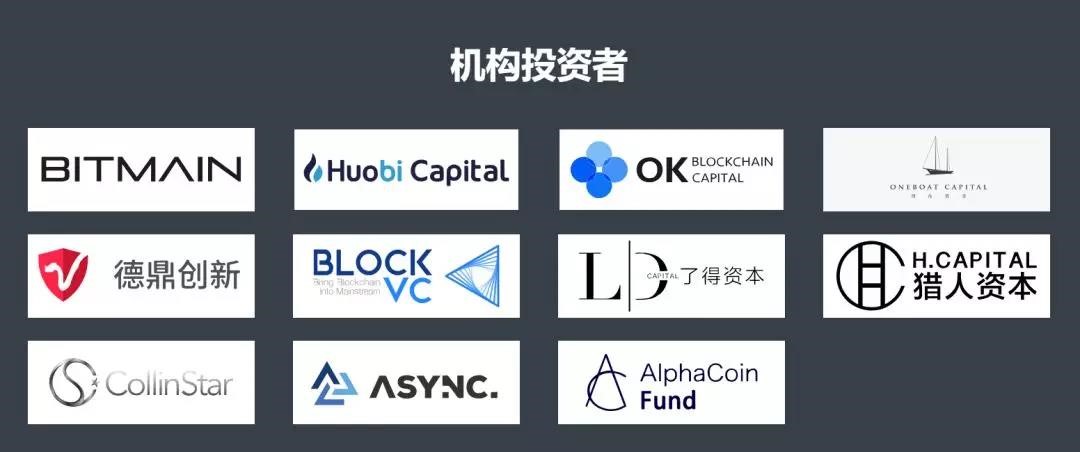 机构投资者
BITMAIN
Huobi Capital
OK BLOCKCHAIN
CAPITAL
ONEBOAT CAPITAL
德鼎创新
BLOCK
VC
Bring Blockchain
into Mainstream
LD CAPITAL 了得资本
H.CAPITAL
猎人资本
CollinStar
ASYNC.
AlphaCoin
Fund